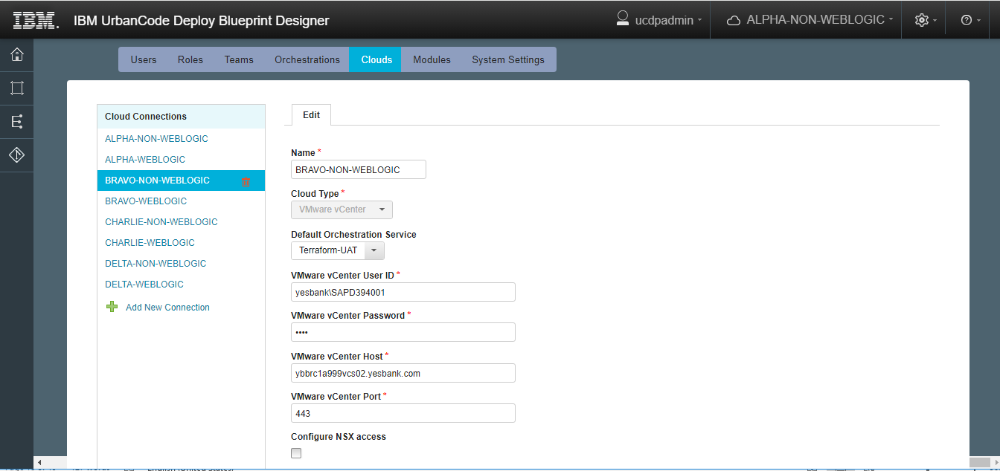 IBM IBM UrbanCode Deploy Blueprint Designer ucdpadmin ALPHA-NON-WEBLOGIC ?
Users Roles Teams Orchestrations Clouds Modules System Settings
Cloud Connections
ALPHA-NON-WEBLOGIC
ALPHA-WEBLOGIC
BRAVO-NON-WEBLOGIC
BRAVO-WEBLOGIC
CHARLIE-NON-WEBLOGIC
CHARLIE-WEBLOGIC
DELTA-NON-WEBLOGIC
DELTA-WEBLOGIC
Add New Connection
Edit
Name *
BRAVO-NON-WEBLOGIC
Cloud Type *
VMware vCenter
Default Orchestration Service
Terraform-UAT
VMware vCenter User ID *
yesbank\SAPD394001
VMware vCenter Password *
••••
VMware vCenter Host *
ybbrc1a999vcs02.yesbank.com
VMware vCenter Port *
443
Configure NSX access